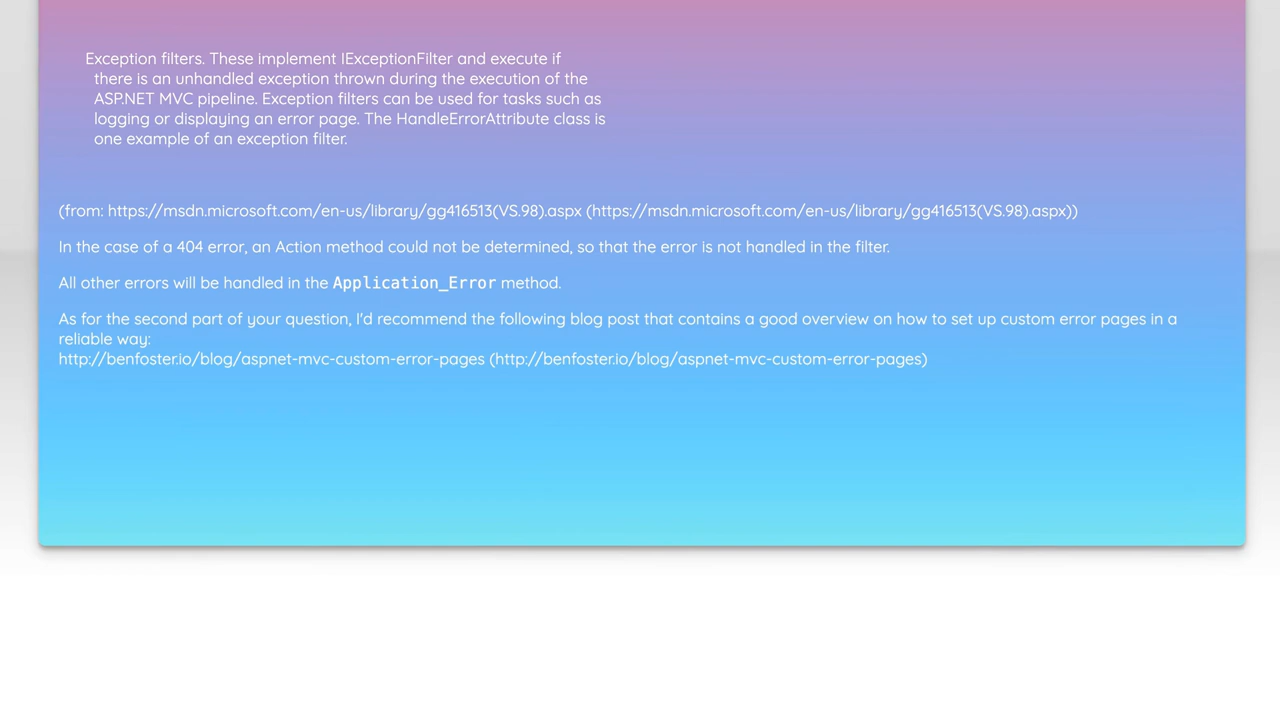 Exception filters. These implement IExceptionFilter and execute if
there is an unhandled exception thrown during the execution of the
ASP.NET MVC pipeline. Exception filters can be used for tasks such as
logging or displaying an error page. The HandleErrorAttribute class is
one example of an exception filter.
(from: https://msdn.microsoft.com/en-us/library/gg416513(VS.98).aspx (https://msdn.microsoft.com/en-us/library/gg416513(VS.98).aspx))
In the case of a 404 error, an Action method could not be determined, so that the error is not handled in the filter.
All other errors will be handled in the Application_Error method.
As for the second part of your question, I'd recommend the following blog post that contains a good overview on how to set up custom error pages in a
reliable way:
http://benfoster.io/blog/aspnet-mvc-custom-error-pages (http://benfoster.io/blog/aspnet-mvc-custom-error-pages)